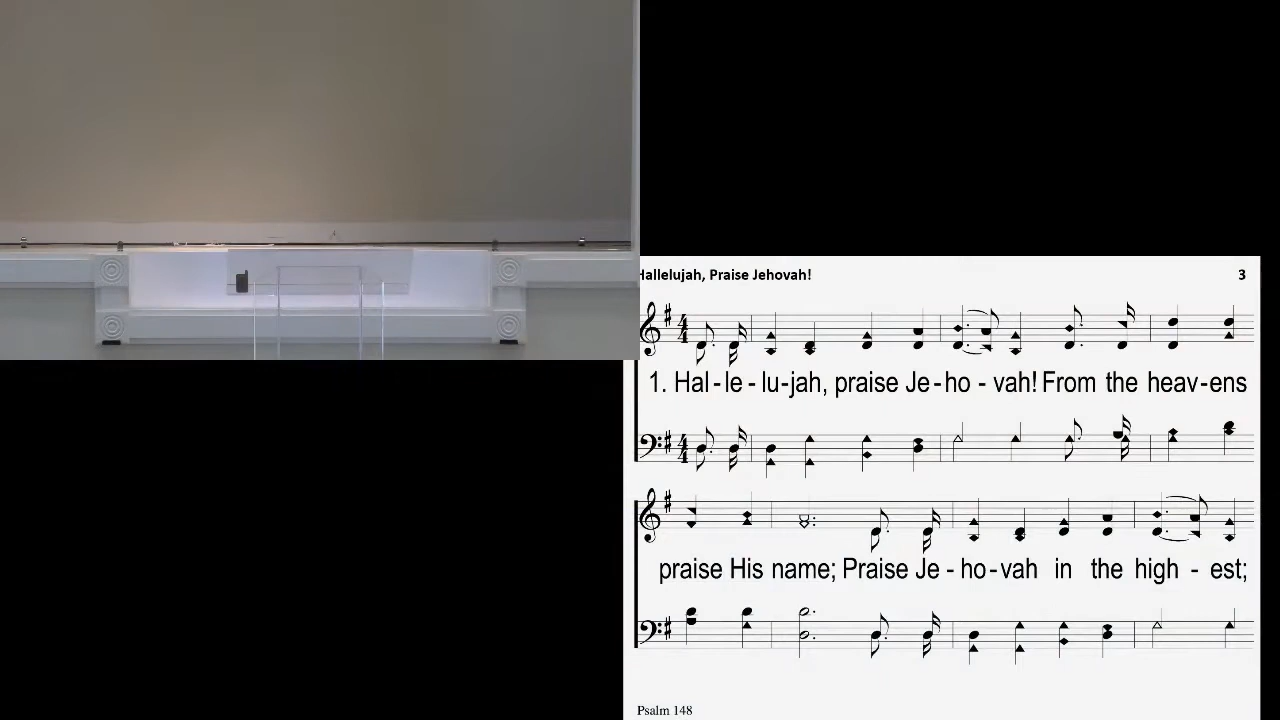 Hallelujah, Praise Jehovah! 3
1. Hal-le-lu-jah, praise Je-ho-vah! From the heav-ens
praise His name; Praise Je-ho-vah in the high-est;
Psalm 148